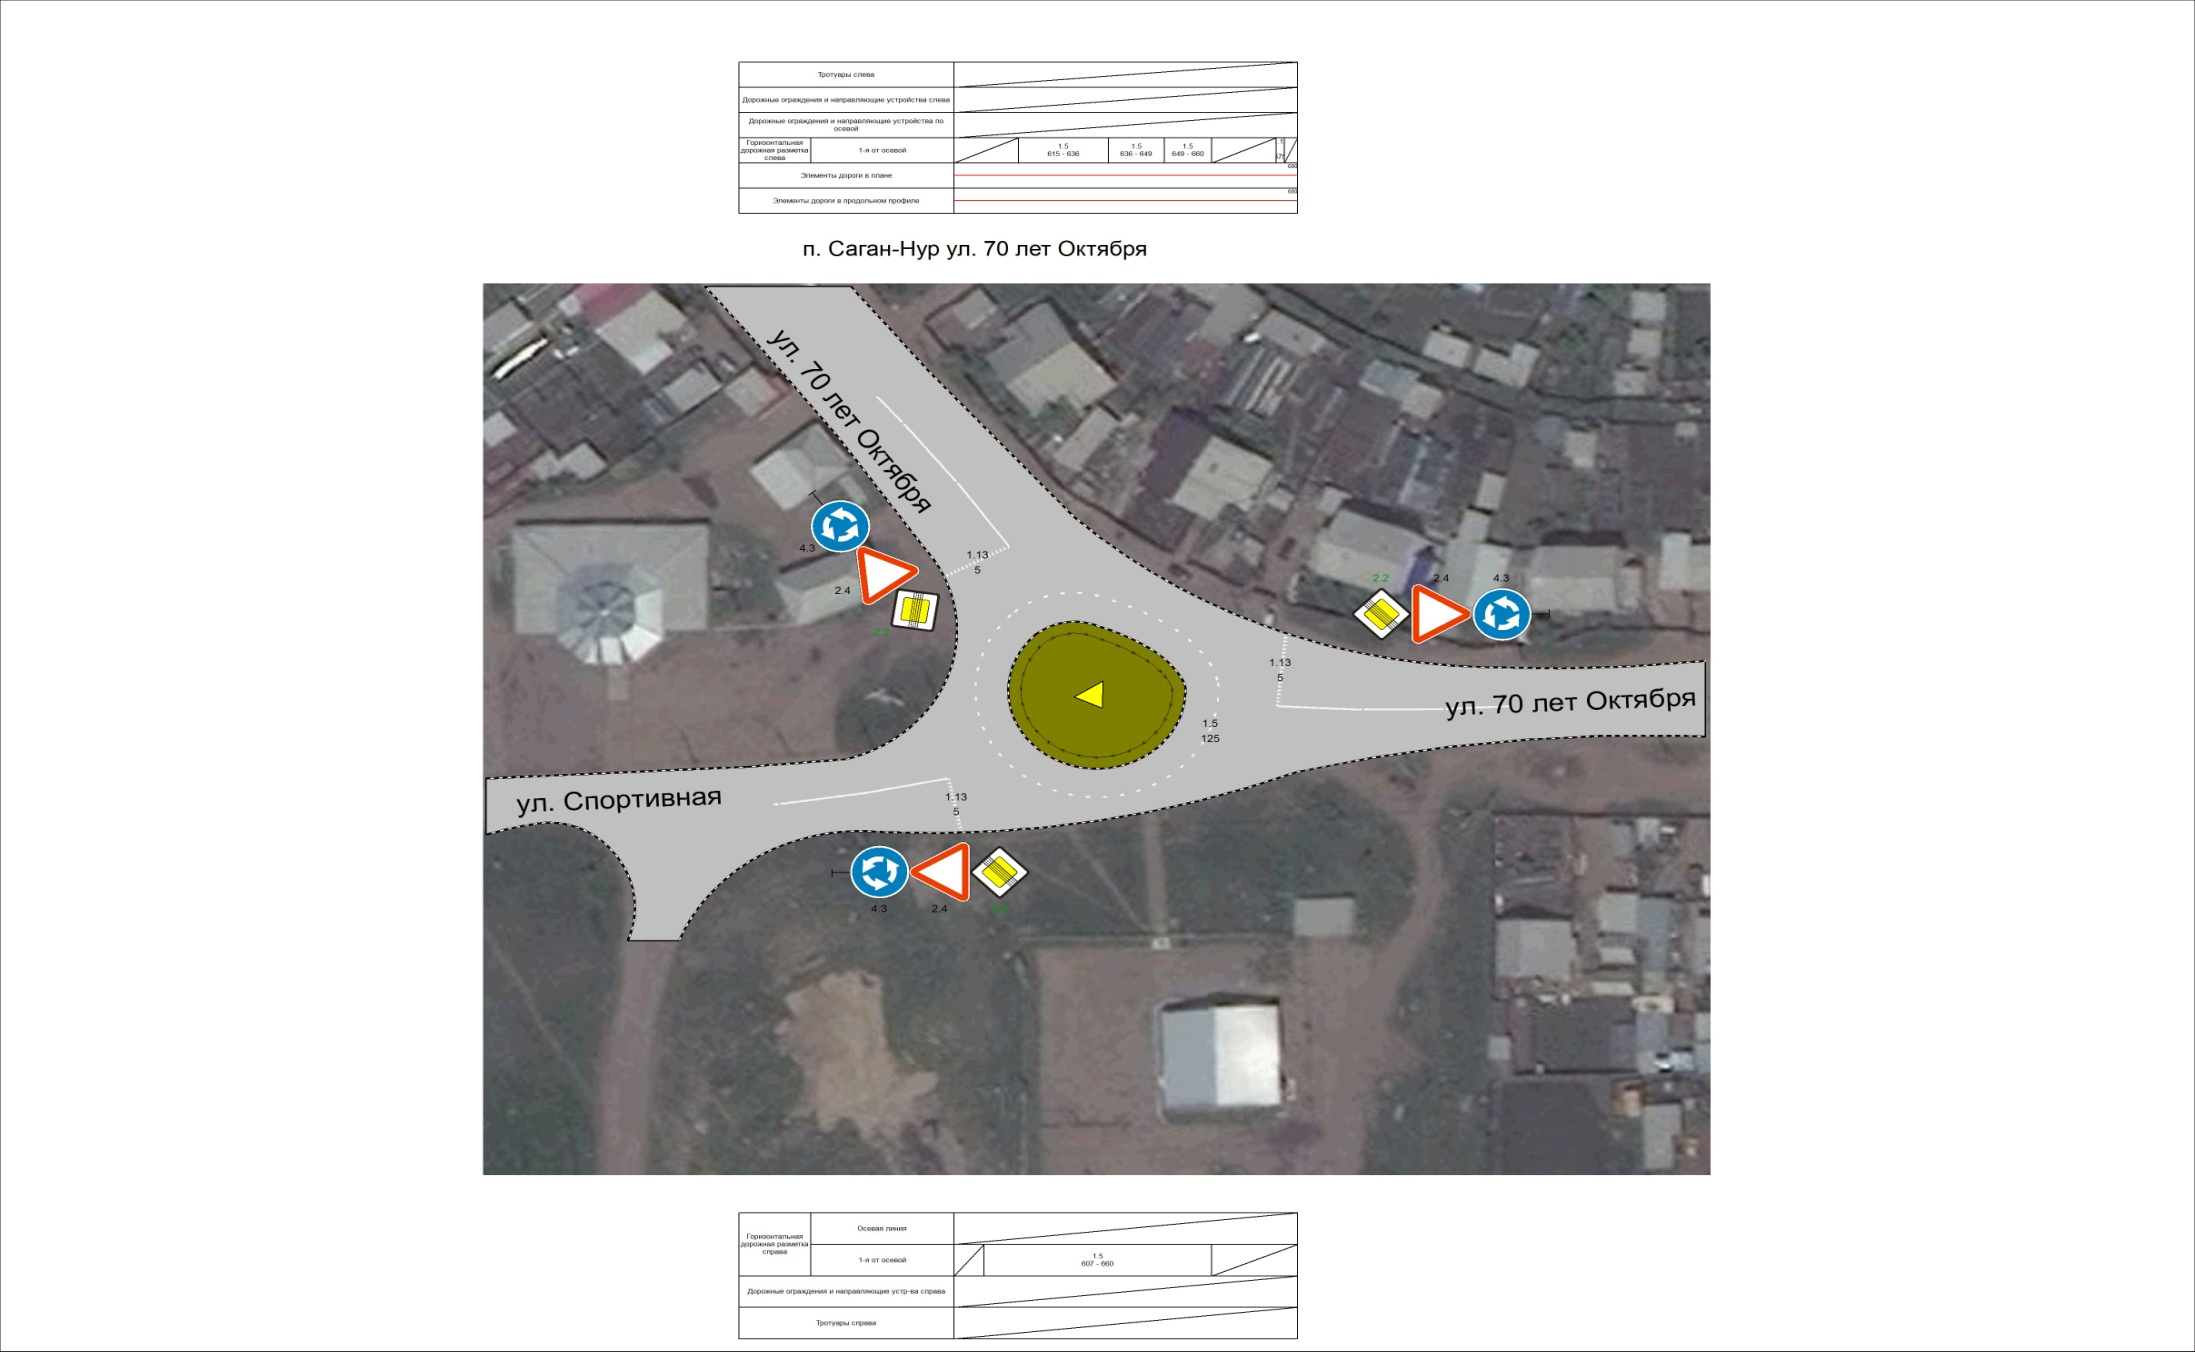 Тротуары слева
Дорожные ограждения и направляющие устройства слева
Дорожные ограждения и направляющие устройства по
осевой
Горизонтальная
дорожная разметка
слева
1-я от осевой
1.5
615 - 636
1.5
636 - 649
1.5
649 - 660
Элементы дороги в плане
680
Элементы дороги в продольном профиле
680
п. Саган-Нур ул. 70 лет Октября
ул. 70 лет Октября
4.3
2.4
2.2
1.13
5
2.2
2.4
4.3
1.13
5
ул. 70 лет Октября
1.5
125
ул. Спортивная
1.13
5
4.3
2.4
Горизонтальная
дорожная разметка
справа
Осевая линия
1-я от осевой
1.5
607 - 660
Дорожные ограждения и направляющие устр-ва справа
Тротуары справа